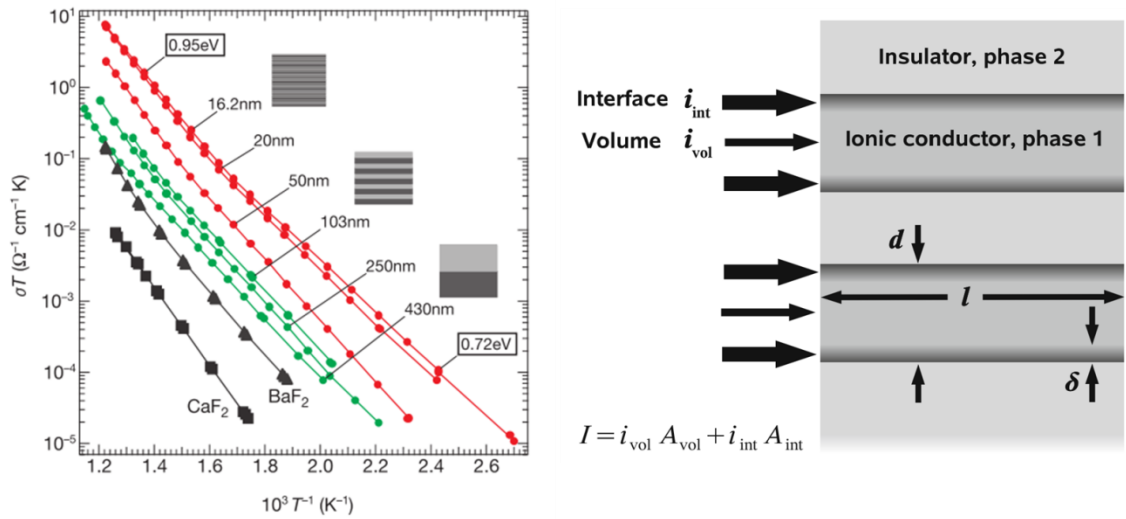 10¹
10⁰
10⁻¹
10⁻²
10⁻³
10⁻⁴
10⁻⁵
σT (Ω⁻¹ cm⁻¹ K)
0.95eV
16.2nm
20nm
50nm
103nm
250nm
430nm
0.72eV
CaF₂
BaF₂
1.2 1.4 1.6 1.8 2.0 2.2 2.4 2.6
10³ T⁻¹ (K⁻¹)
Insulator, phase 2
Interface i_int
Volume i_vol
Ionic conductor, phase 1
d
l
δ
I = i_vol A_vol + i_int A_int